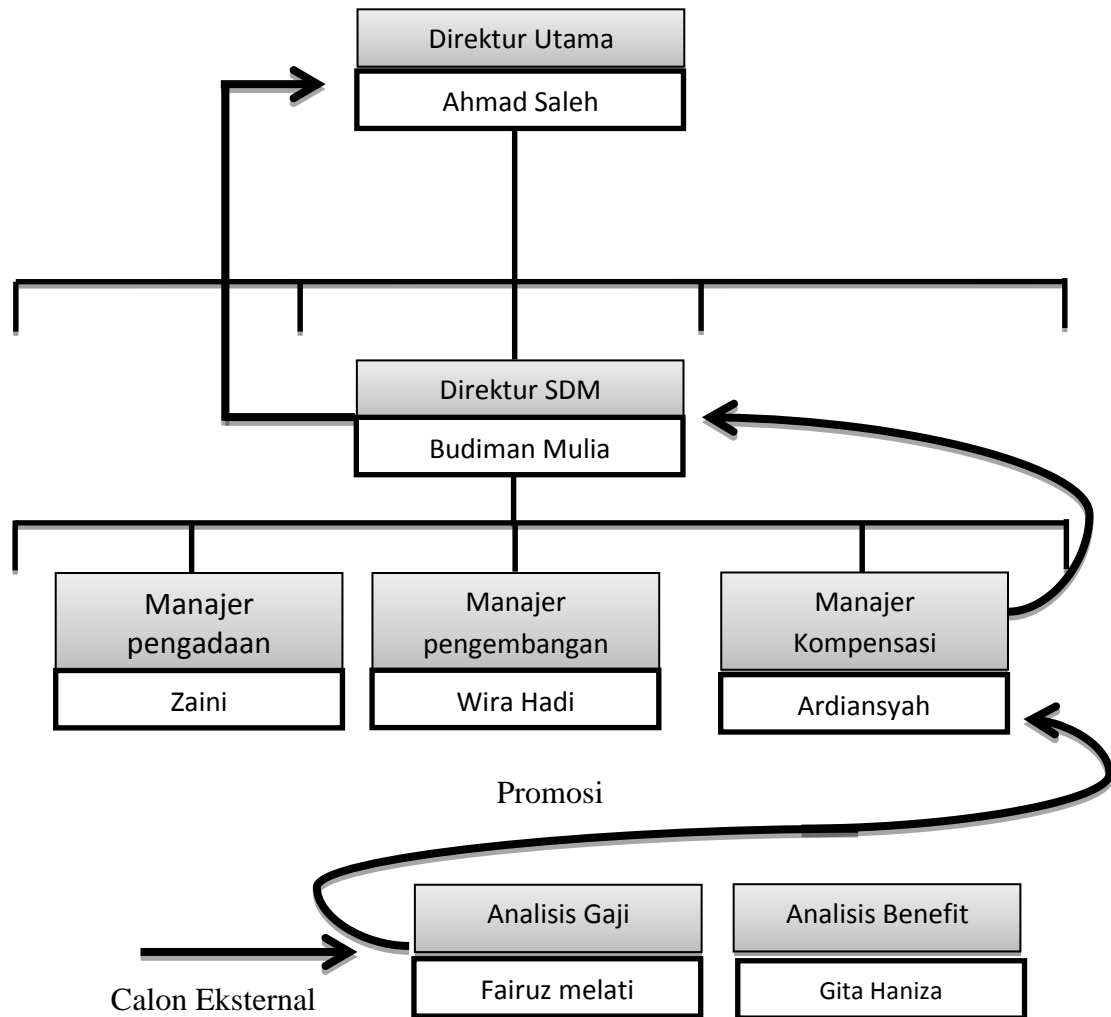 Direktur Utama
Ahmad Saleh
Direktur SDM
Budiman Mulia
Manajer
pengadaan
Zaini
Manajer
pengembangan
Wira Hadi
Manajer
Kompensasi
Ardiansyah
Promosi
Analisis Gaji
Fairuz melati
Analisis Benefit
Gita Haniza
Calon Eksternal